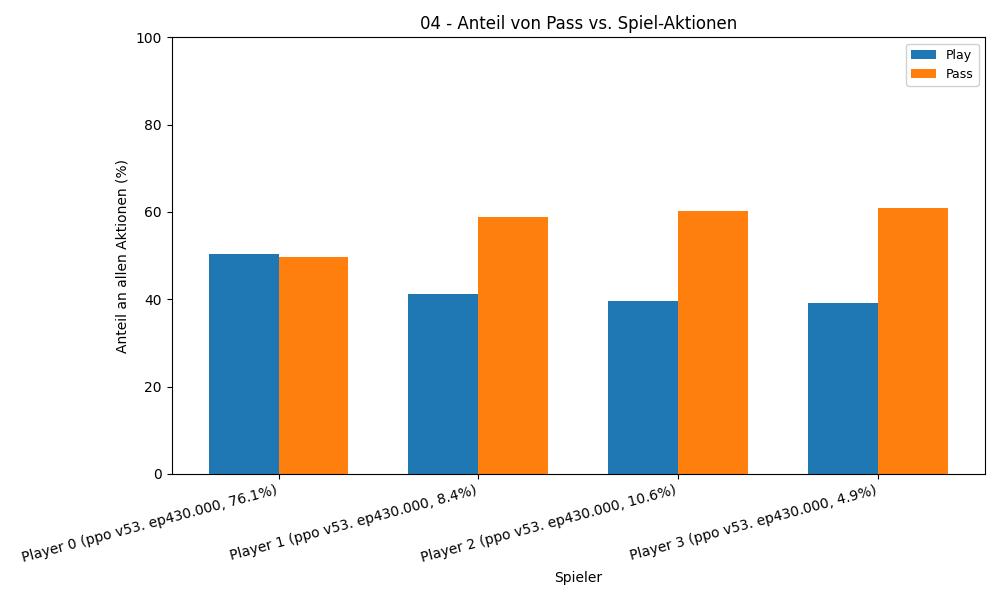 04 - Anteil von Pass vs. Spiel-Aktionen
Play
Pass
Anteil an allen Aktionen (%)
100
80
60
40
20
0
Player 0 (ppo v53. ep430.000, 76.1%)
Player 1 (ppo v53. ep430.000, 8.4%)
Player 2 (ppo v53. ep430.000, 10.6%)
Player 3 (ppo v53. ep430.000, 4.9%)
Spieler